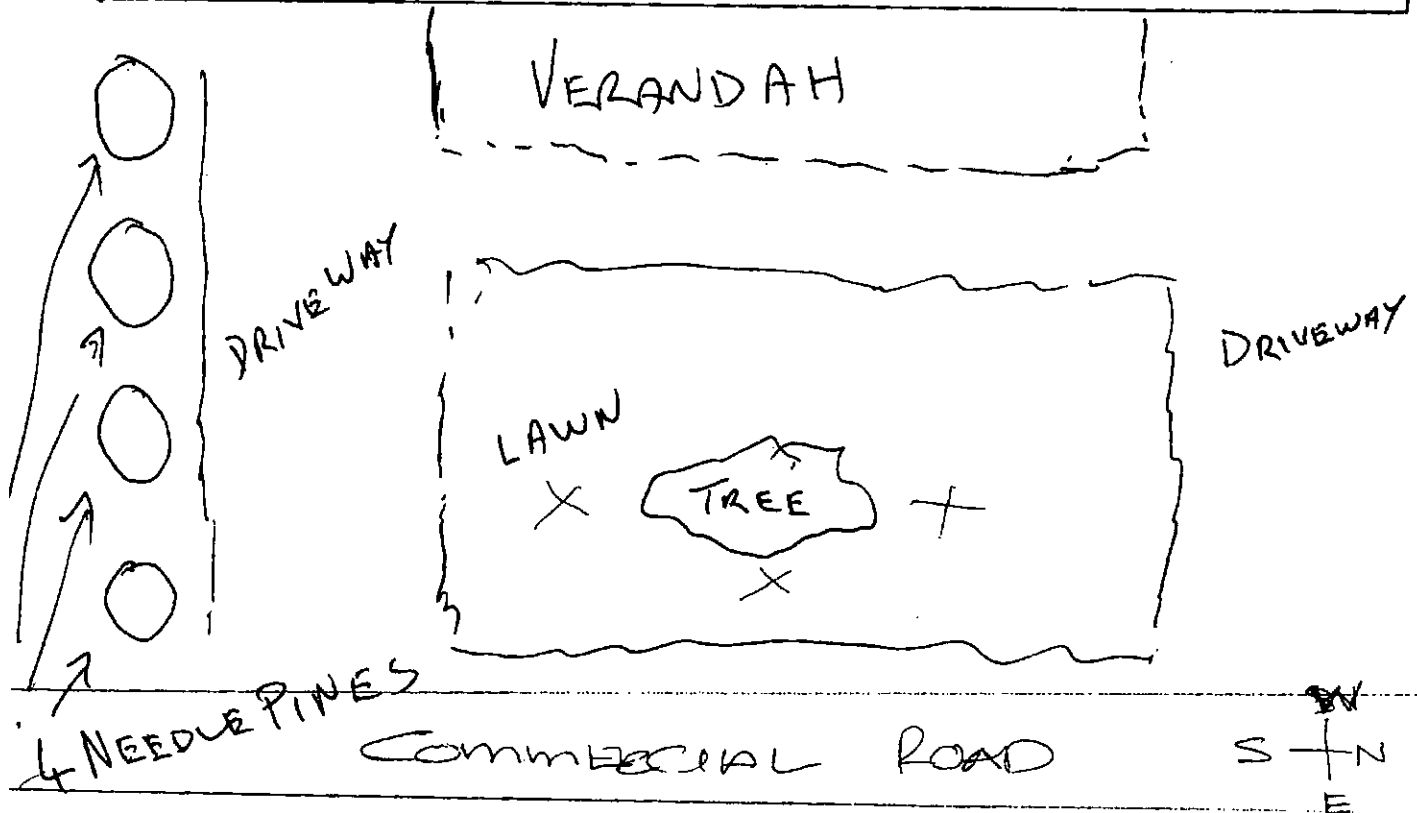 VERANDAH
DRIVEWAY
DRIVEWAY
LAWN
TREE
4 NEEDLE PINES
COMMERCIAL ROAD
W
S N
E